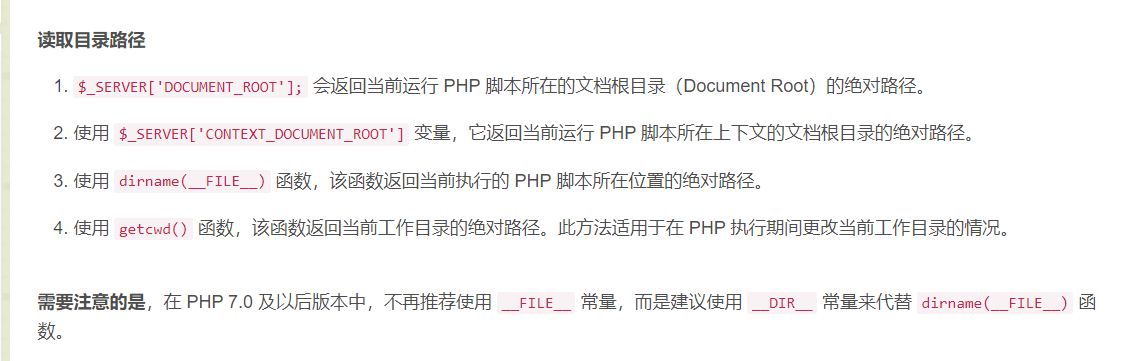 读取目录路径
1. $_SERVER['DOCUMENT_ROOT']; 会返回当前运行 PHP 脚本所在的文档根目录（Document Root）的绝对路径。
2. 使用 $_SERVER['CONTEXT_DOCUMENT_ROOT'] 变量，它返回当前运行 PHP 脚本所在上下文的文档根目录的绝对路径。
3. 使用 dirname(__FILE__) 函数，该函数返回当前执行的 PHP 脚本所在位置的绝对路径。
4. 使用 getcwd() 函数，该函数返回当前工作目录的绝对路径。此方法适用于在 PHP 执行期间更改当前工作目录的情况。
需要注意的是，在 PHP 7.0 及以后版本中，不再推荐使用 __FILE__ 常量，而是建议使用 __DIR__ 常量来代替 dirname(__FILE__) 函
数。